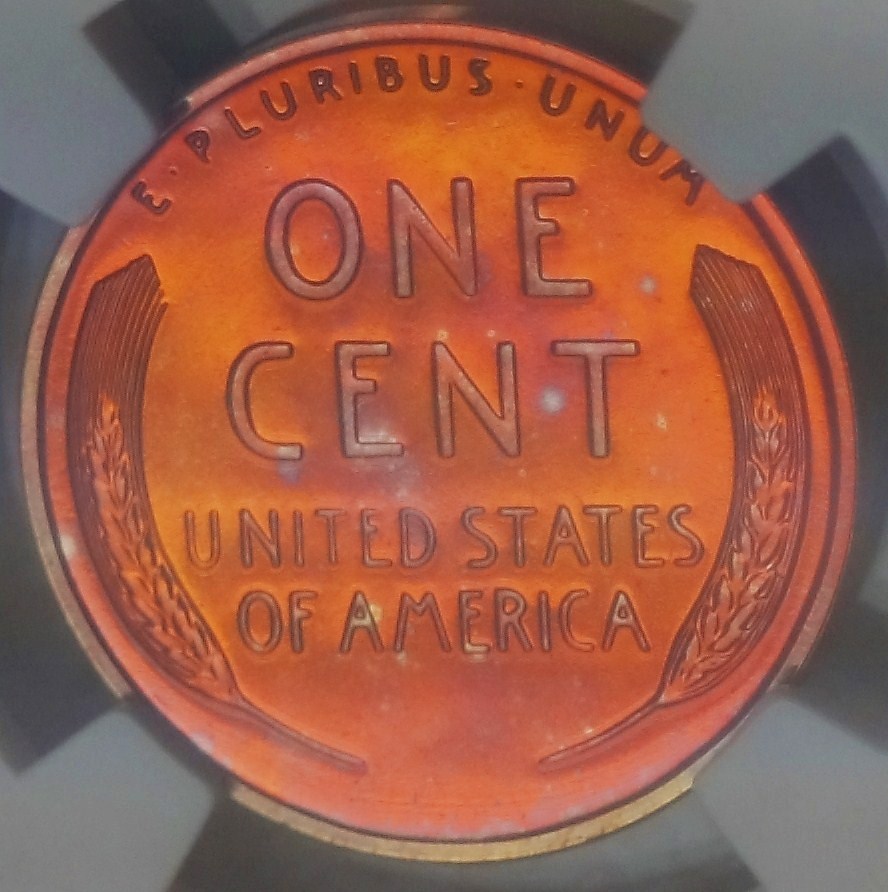 E · PLURIBUS · UNUM
ONE
CENT
UNITED STATES
OF AMERICA